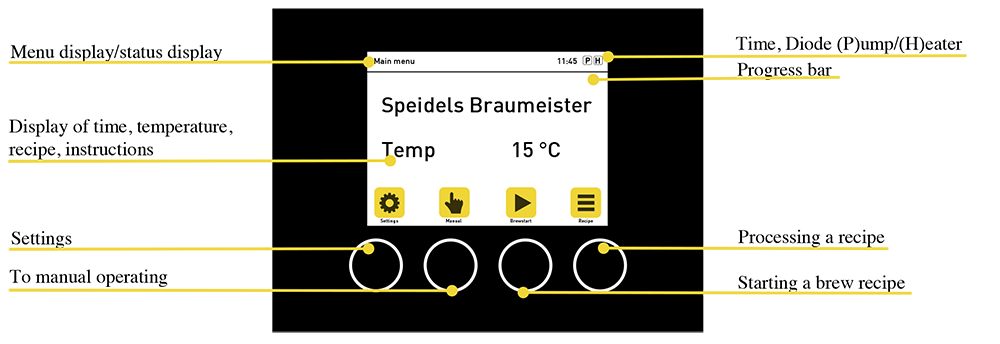 Menu display/status display
Time, Diode (P)ump/(H)eater
Main menu
11:45 P H
Progress bar
Speidels Braumeister
Display of time, temperature,
recipe, instructions
Temp
15 °C
Settings
Manual
Brewstart
Recipe
Settings
Processing a recipe
To manual operating
Starting a brew recipe